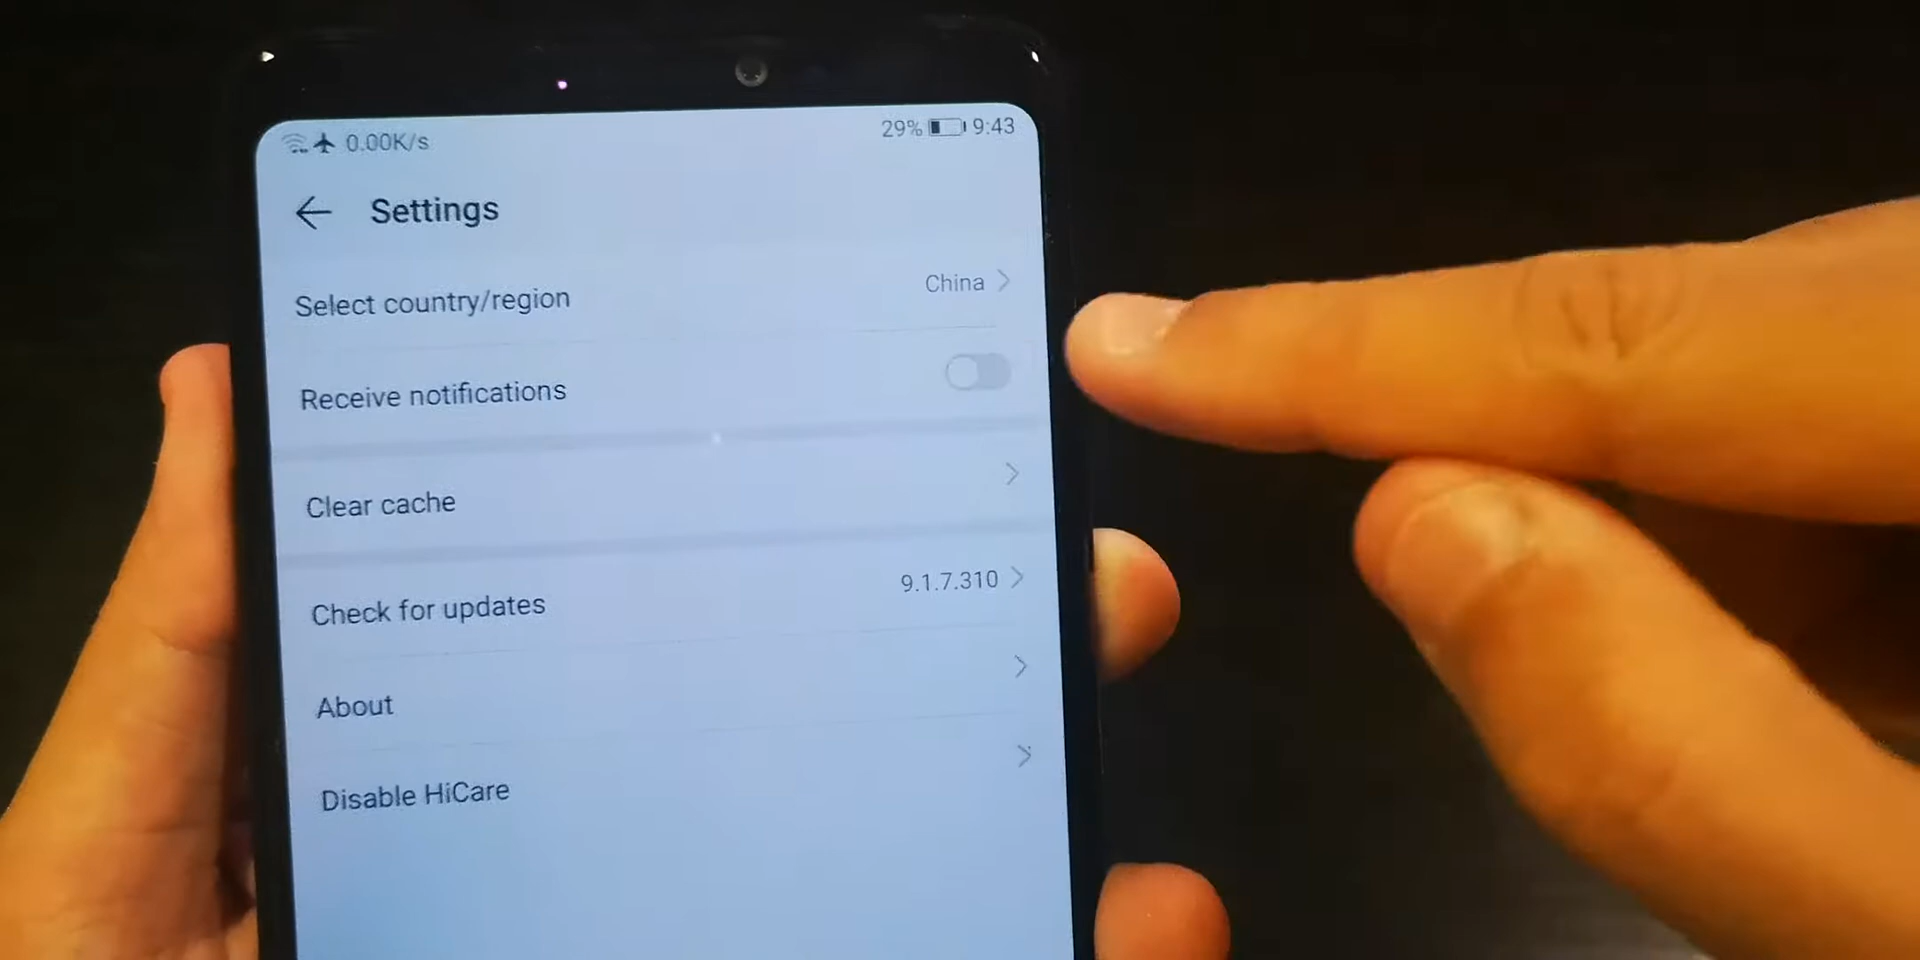 0.00K/s 29% 9:43
Settings
Select country/region China
Receive notifications
Clear cache
Check for updates 9.1.7.310
About
Disable HiCare